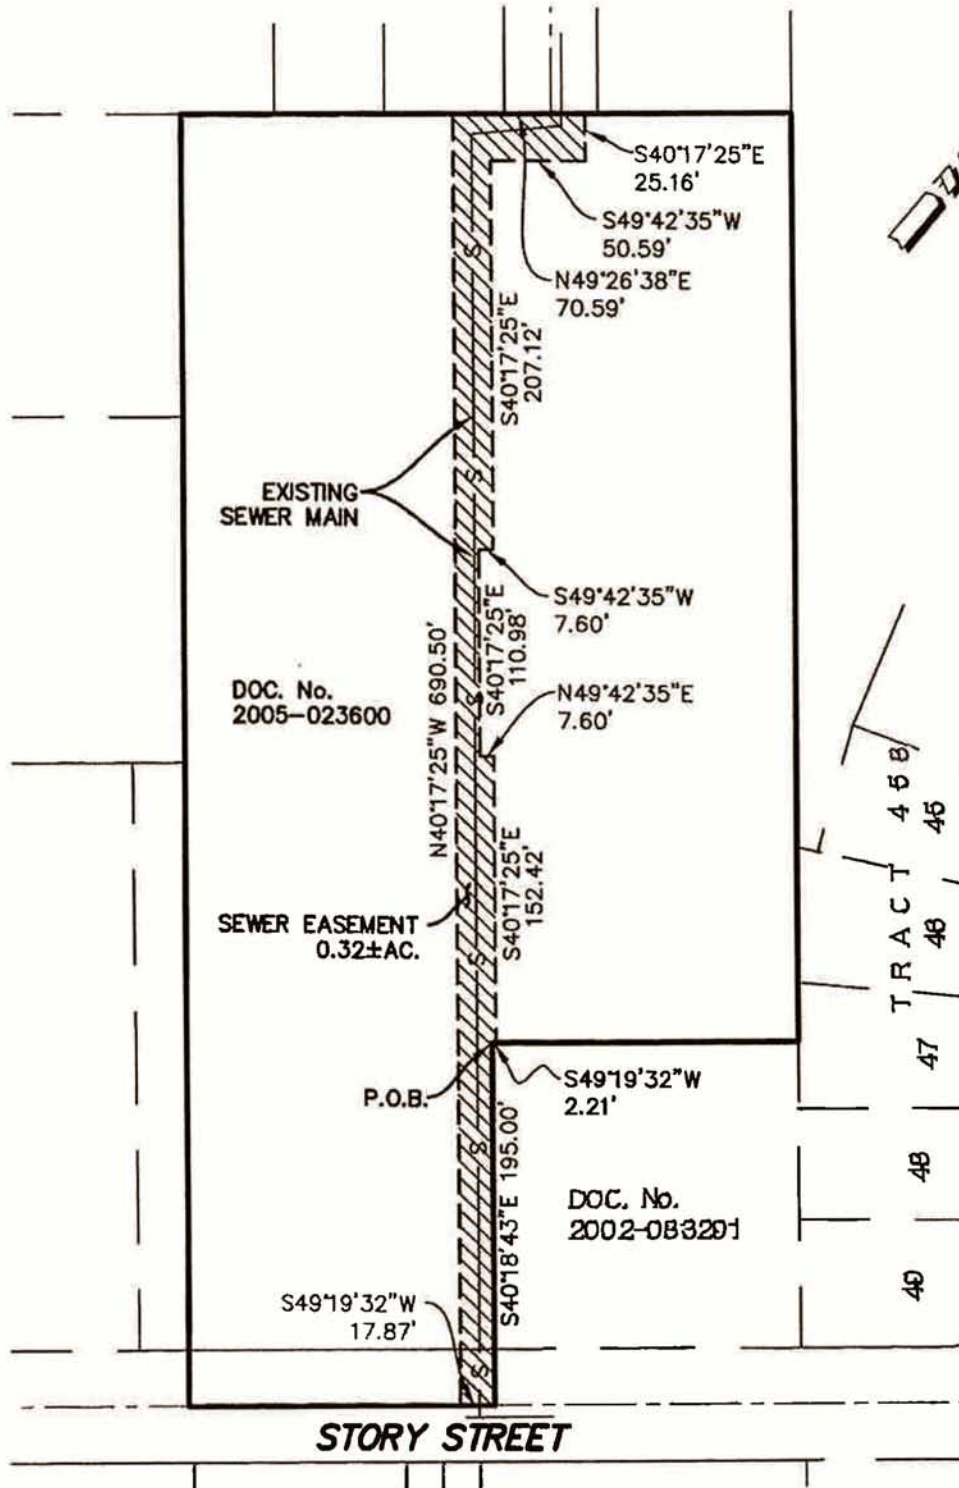 S40°17'25"E
25.16'
S49°42'35"W
50.59'
N49°26'38"E
70.59'
S
S40°17'25"E
207.12'
EXISTING
SEWER MAIN
S
S49°42'35"W
7.60'
S40°17'25"E
110.98'
N40°17'25"W 690.50'
DOC. No.
2005-023600
S
N49°42'35"E
7.60'
TRACT 458
45
46
S40°17'25"E
152.42'
SEWER EASEMENT
0.32±AC.
S
47
P.O.B.
S49°19'32"W
2.21'
S40°18'43"E 195.00'
S
48
DOC. No.
2002-083201
49
S49°19'32"W
17.87'
S
STORY STREET